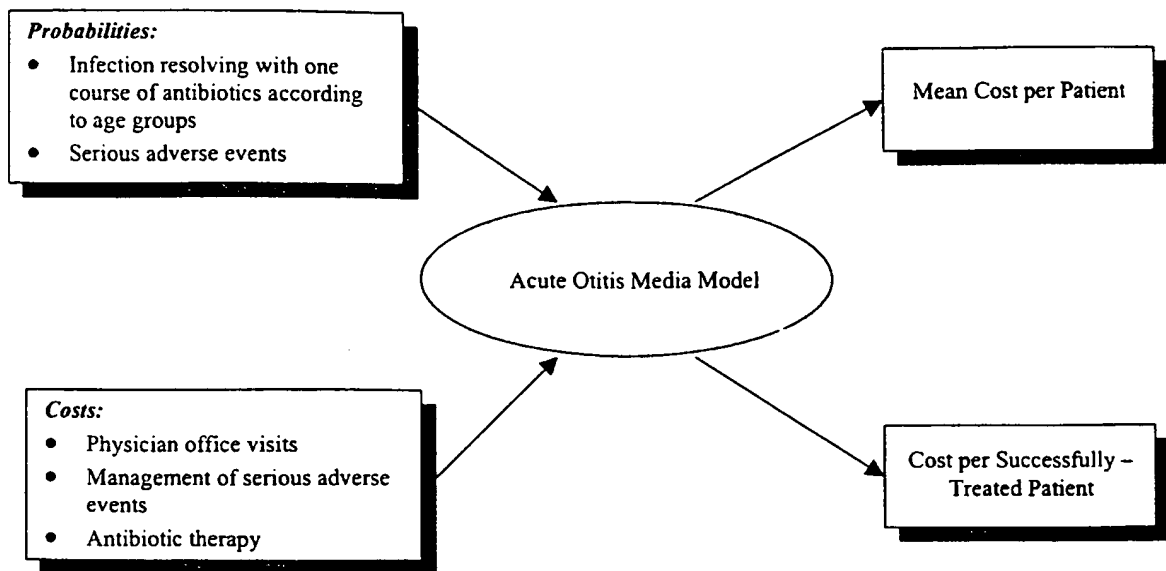 Probabilities:
• Infection resolving with one
course of antibiotics according
to age groups
• Serious adverse events
Mean Cost per Patient
Acute Otitis Media Model
Costs:
• Physician office visits
• Management of serious adverse
events
• Antibiotic therapy
Cost per Successfully –
Treated Patient